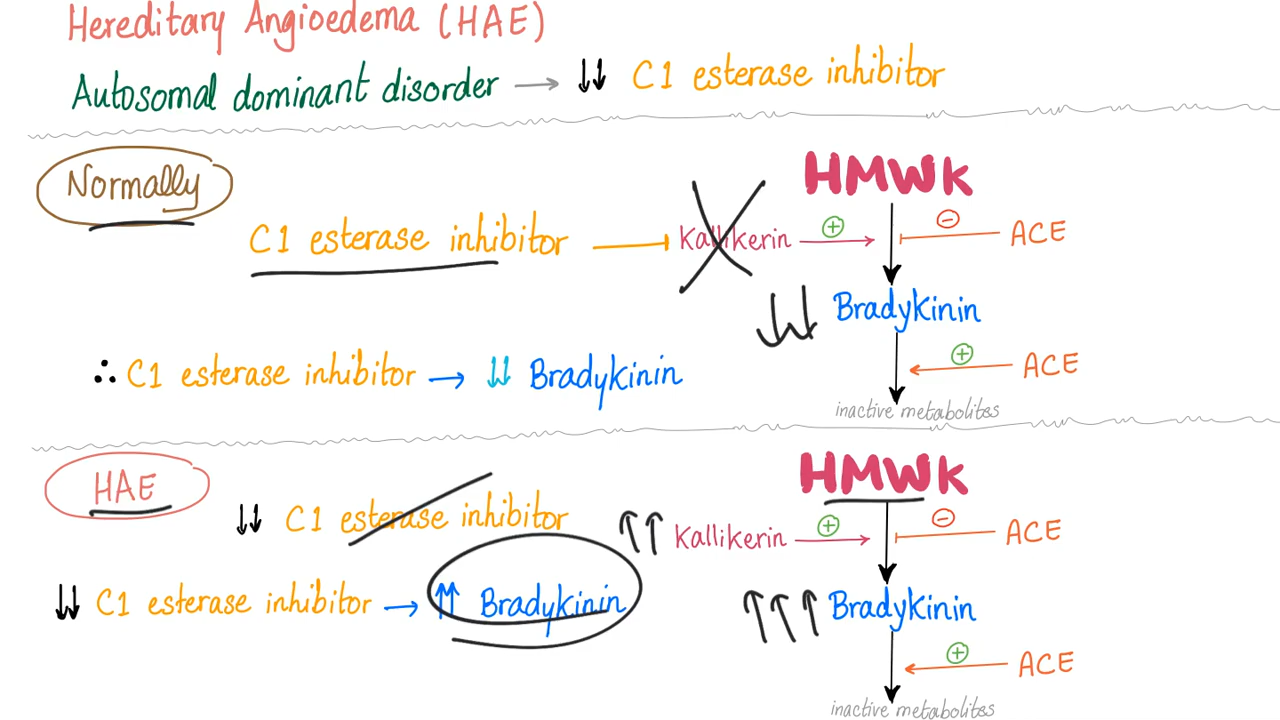 Hereditary Angioedema (HAE)
Autosomal dominant disorder → ↓↓ C1 esterase inhibitor
Normally
HMWK
C1 esterase inhibitor
Kallikerin
⊕
⊖
ACE
↓↓ Bradykinin
∴ C1 esterase inhibitor → ↓↓ Bradykinin
⊕
ACE
inactive metabolites
HAE
HMWK
↓↓ C1 esterase inhibitor
↑↑ Kallikerin
⊕
⊖
ACE
↓↓ C1 esterase inhibitor → ↑↑ Bradykinin
↑↑↑ Bradykinin
⊕
ACE
inactive metabolites